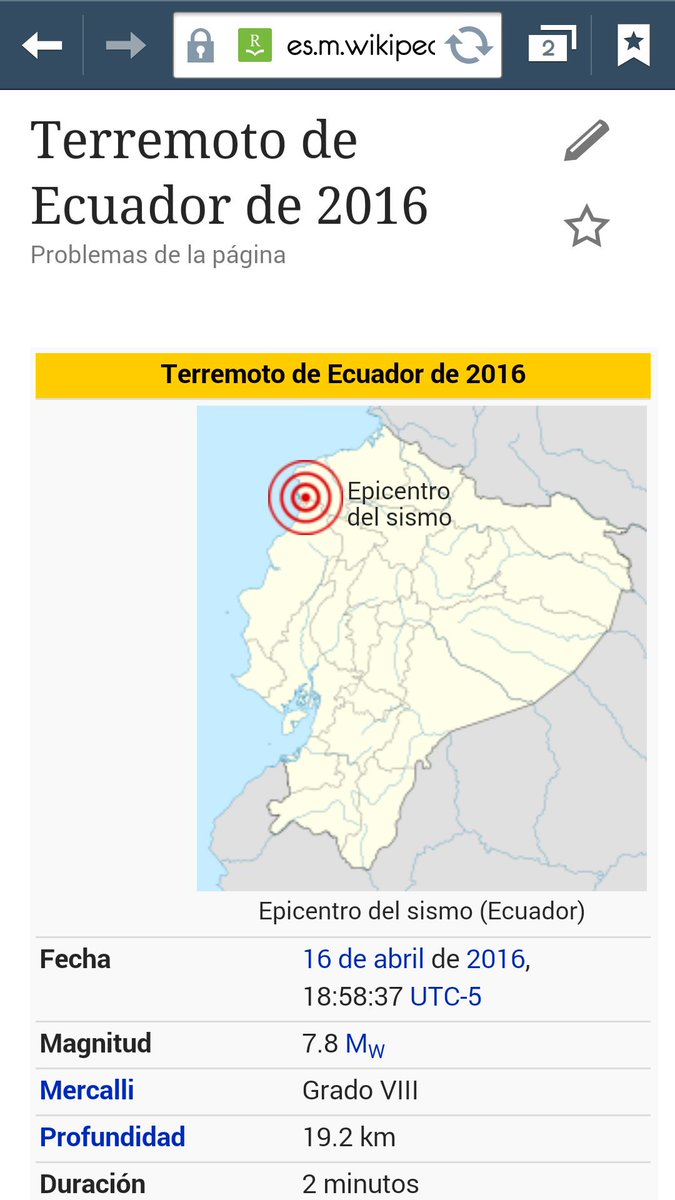 R es.m.wikipec 2
Terremoto de
Ecuador de 2016
Problemas de la página
Terremoto de Ecuador de 2016
Epicentro
del sismo
Epicentro del sismo (Ecuador)
Fecha 16 de abril de 2016,
18:58:37 UTC-5
Magnitud 7.8 MW
Mercalli Grado VIII
Profundidad 19.2 km
Duración 2 minutos